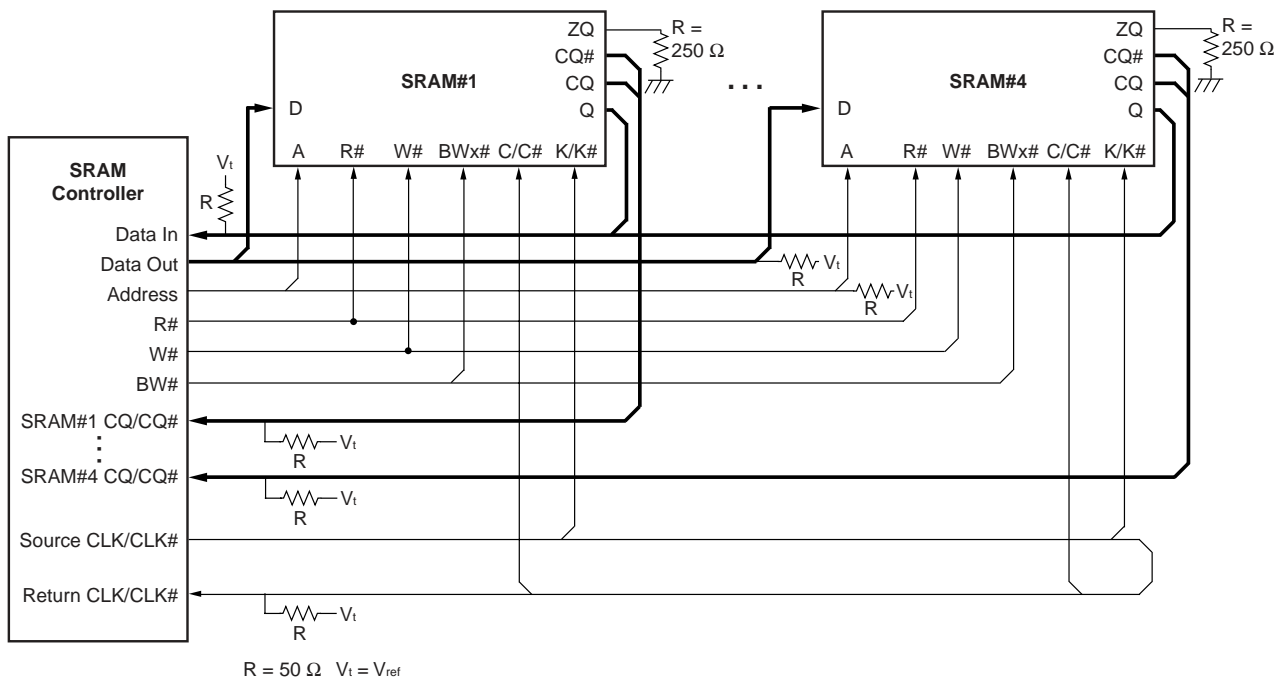 ZQ
R =
250 Ω
CQ#
SRAM#1
CQ
D
Q
A R# W# BWx# C/C# K/K#
...
ZQ
R =
250 Ω
CQ#
SRAM#4
CQ
D
Q
A R# W# BWx# C/C# K/K#
SRAM
Controller
Vt
R
Data In
Data Out
Vt
R
Address
Vt
R
R#
W#
BW#
SRAM#1 CQ/CQ#
Vt
R
SRAM#4 CQ/CQ#
Vt
R
Source CLK/CLK#
Return CLK/CLK#
Vt
R
R = 50 Ω Vt = Vref